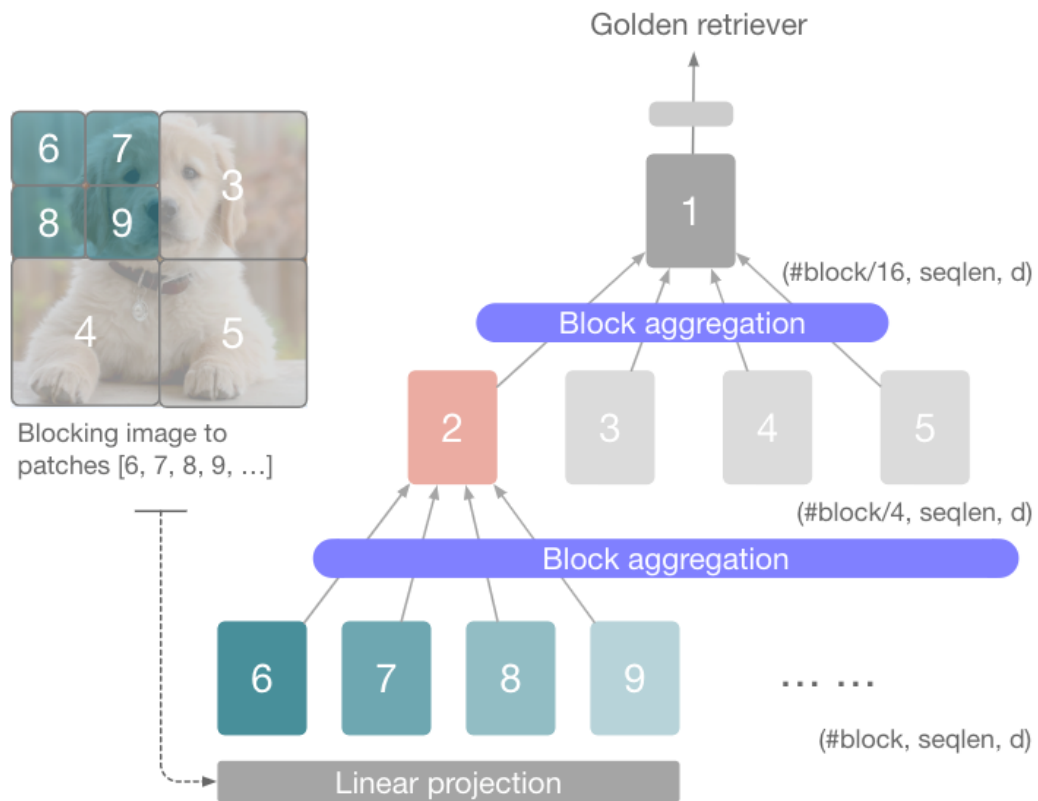 Golden retriever
6 7
3
8 9
4 5
Blocking image to
patches [6, 7, 8, 9, ...]
1
(#block/16, seqlen, d)
Block aggregation
2 3 4 5
(#block/4, seqlen, d)
Block aggregation
6 7 8 9 ... ...
(#block, seqlen, d)
Linear projection